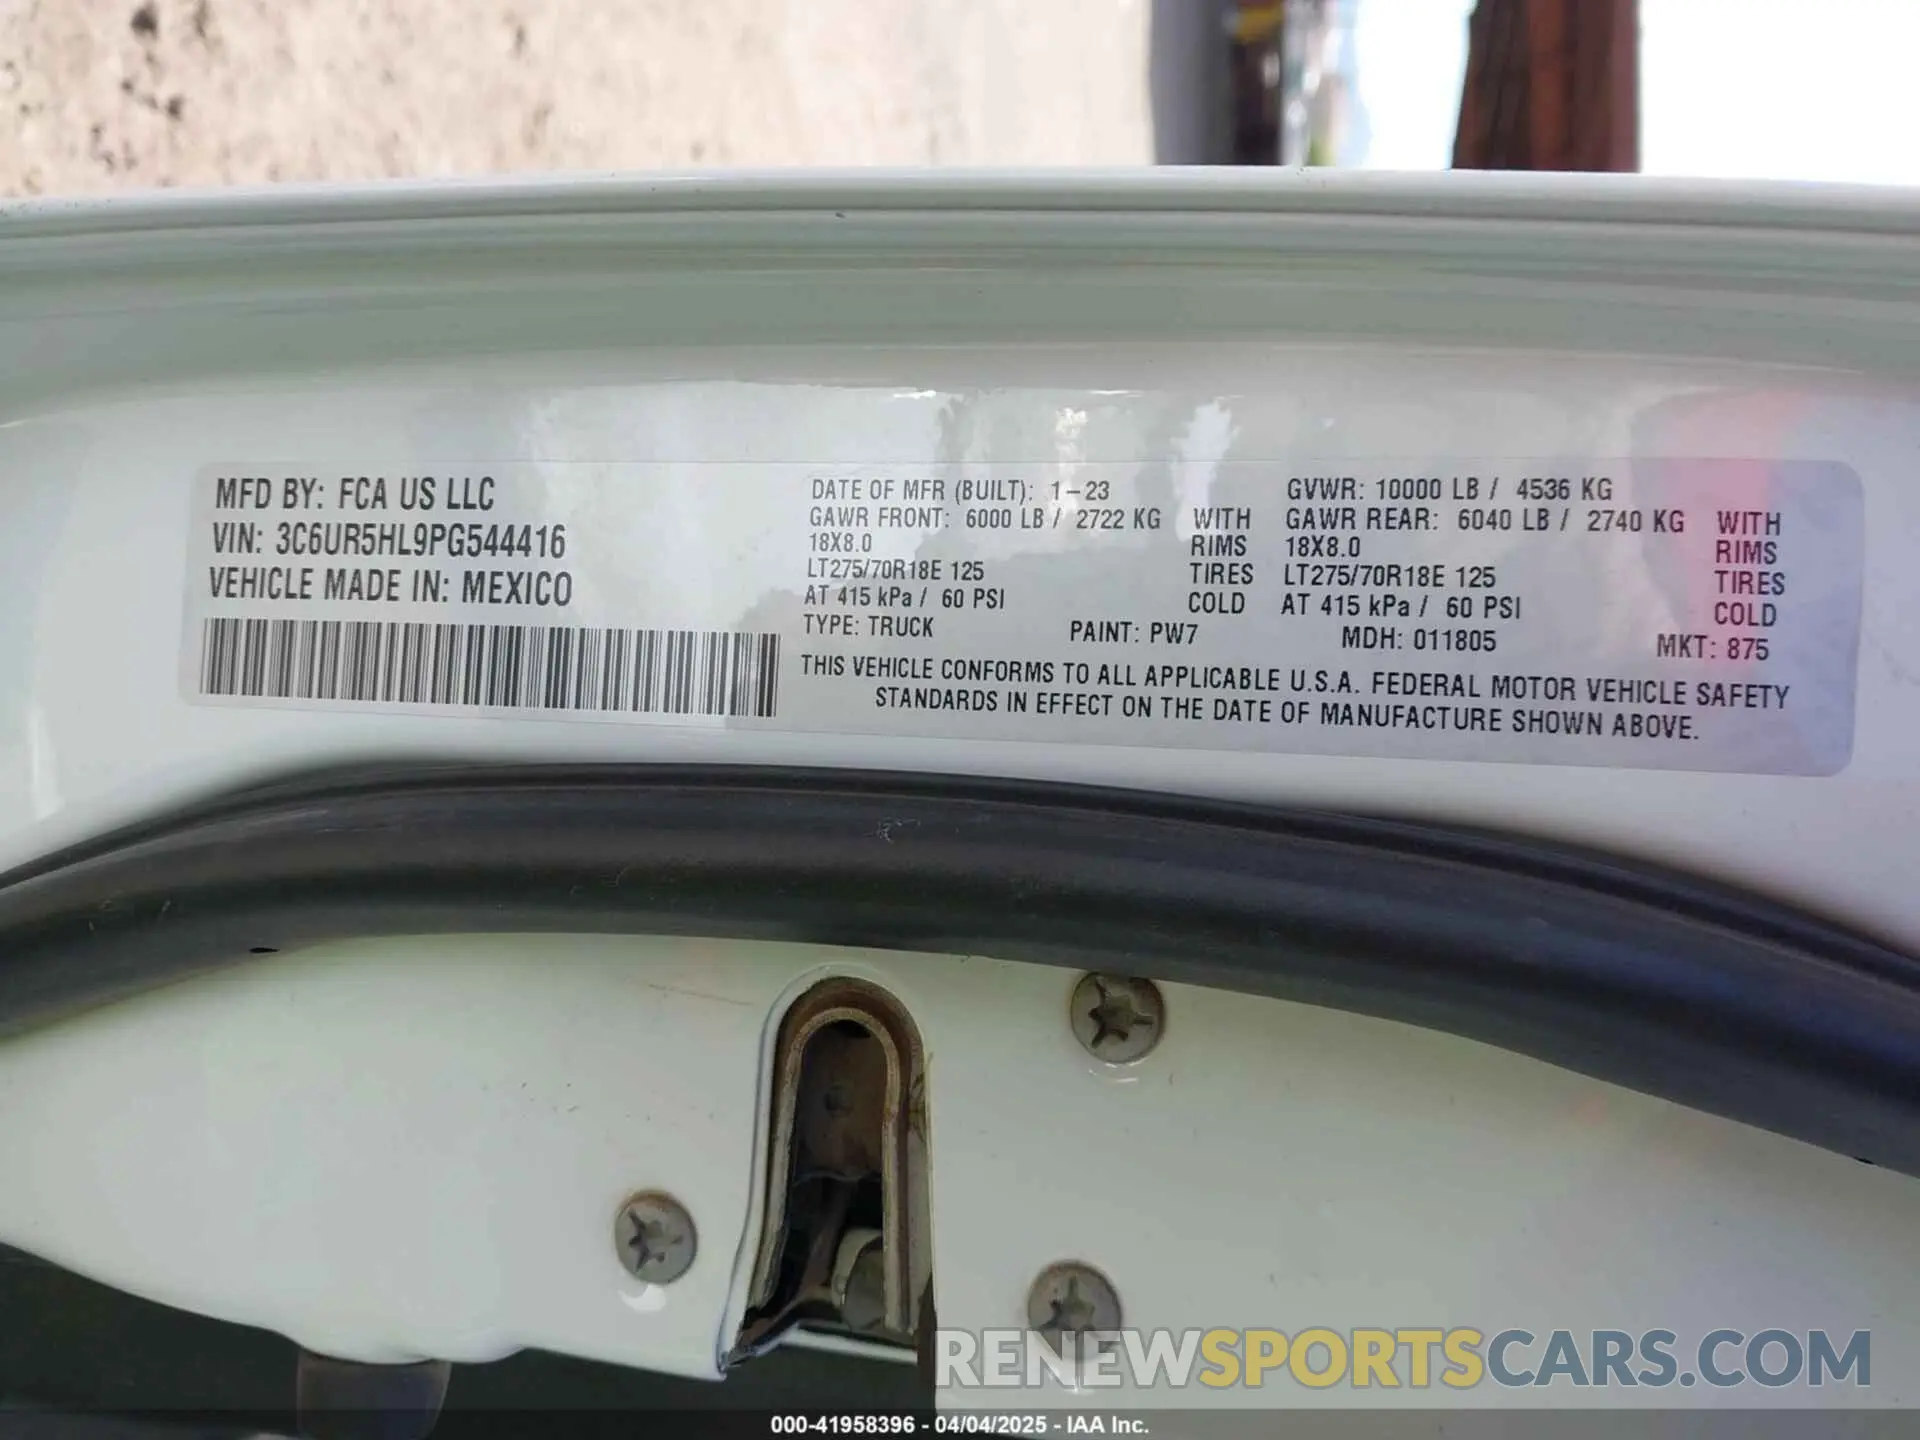 MFD BY: FCA US LLC
VIN: 3C6UR5HL9PG544416
VEHICLE MADE IN: MEXICO
DATE OF MFR (BUILT): 1-23 GVWR: 10000 LB / 4536 KG
GAWR FRONT: 6000 LB / 2722 KG WITH GAWR REAR: 6040 LB / 2740 KG WITH
18X8.0 RIMS 18X8.0 RIMS
LT275/70R18E 125 TIRES LT275/70R18E 125 TIRES
AT 415 kPa / 60 PSI COLD AT 415 kPa / 60 PSI COLD
TYPE: TRUCK PAINT: PW7 MDH: 011805 MKT: 875
THIS VEHICLE CONFORMS TO ALL APPLICABLE U.S.A. FEDERAL MOTOR VEHICLE SAFETY
STANDARDS IN EFFECT ON THE DATE OF MANUFACTURE SHOWN ABOVE.
RENEWSPORTSCARS.COM
000-41958396 - 04/04/2025 - IAA Inc.